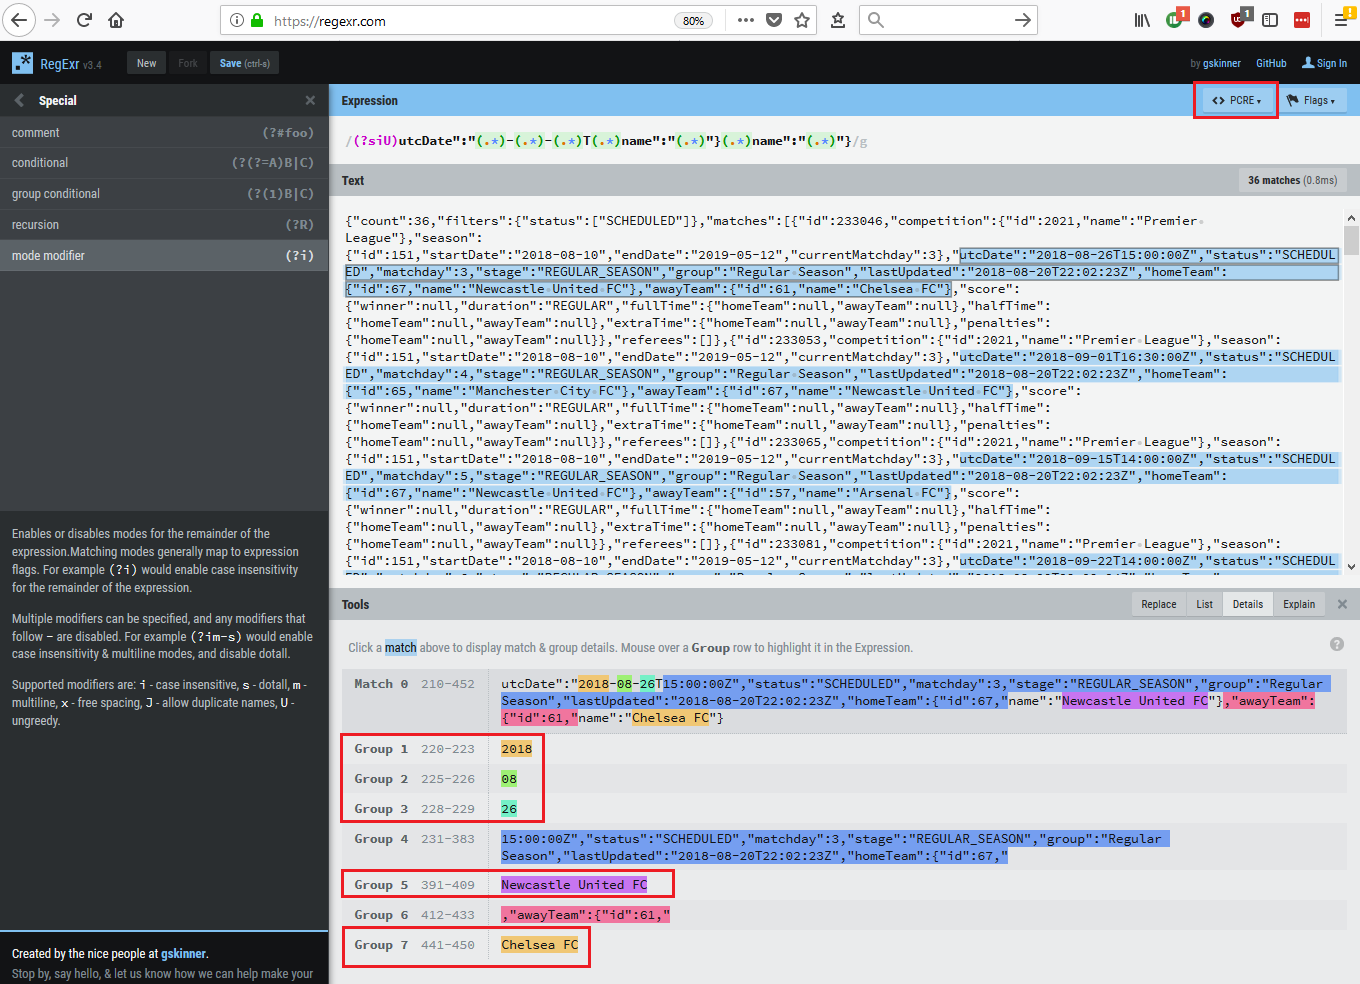 https://regexr.com
80%
1
1
RegExr v3.4
New
Fork
Save (ctrl-s)
by gskinner
GitHub
Sign In
Special
comment (?#foo)
conditional (?(?=A)B|C)
group conditional (?(1)B|C)
recursion (?R)
mode modifier (?i)
Enables or disables modes for the remainder of the
expression.Matching modes generally map to expression
flags. For example (?i) would enable case insensitivity
for the remainder of the expression.
Multiple modifiers can be specified, and any modifiers that
follow – are disabled. For example (?im-s) would enable
case insensitivity & multiline modes, and disable dotall.
Supported modifiers are: i - case insensitive, s - dotall, m -
multiline, x - free spacing, J - allow duplicate names, U -
ungreedy.
Created by the nice people at gskinner.
Stop by, say hello, & let us know how we can help make your
Expression
<> PCRE
Flags
/(?siU)utcDate":"(.*)-(.*)-(.*)T(.*)name":"(.*)"}(.*)name":"(.*)"}/g
Text
36 matches (0.8ms)
{"count":36,"filters":{"status":["SCHEDULED"]},"matches":[{"id":233046,"competition":{"id":2021,"name":"Premier
League"},"season":
{"id":151,"startDate":"2018-08-10","endDate":"2019-05-12","currentMatchday":3},"utcDate":"2018-08-26T15:00:00Z","status":"SCHEDUL
ED","matchday":3,"stage":"REGULAR_SEASON","group":"Regular Season","lastUpdated":"2018-08-20T22:02:23Z","homeTeam":
{"id":67,"name":"Newcastle United FC"},"awayTeam":{"id":61,"name":"Chelsea FC"},"score":
{"winner":null,"duration":"REGULAR","fullTime":{"homeTeam":null,"awayTeam":null},"halfTime":
{"homeTeam":null,"awayTeam":null},"extraTime":{"homeTeam":null,"awayTeam":null},"penalties":
{"homeTeam":null,"awayTeam":null}},"referees":[]},{"id":233053,"competition":{"id":2021,"name":"Premier League"},"season":
{"id":151,"startDate":"2018-08-10","endDate":"2019-05-12","currentMatchday":3},"utcDate":"2018-09-01T16:30:00Z","status":"SCHEDUL
ED","matchday":4,"stage":"REGULAR_SEASON","group":"Regular Season","lastUpdated":"2018-08-20T22:02:23Z","homeTeam":
{"id":65,"name":"Manchester City FC"},"awayTeam":{"id":67,"name":"Newcastle United FC"},"score":
{"winner":null,"duration":"REGULAR","fullTime":{"homeTeam":null,"awayTeam":null},"halfTime":
{"homeTeam":null,"awayTeam":null},"extraTime":{"homeTeam":null,"awayTeam":null},"penalties":
{"homeTeam":null,"awayTeam":null}},"referees":[]},{"id":233065,"competition":{"id":2021,"name":"Premier League"},"season":
{"id":151,"startDate":"2018-08-10","endDate":"2019-05-12","currentMatchday":3},"utcDate":"2018-09-15T14:00:00Z","status":"SCHEDUL
ED","matchday":5,"stage":"REGULAR_SEASON","group":"Regular Season","lastUpdated":"2018-08-20T22:02:23Z","homeTeam":
{"id":67,"name":"Newcastle United FC"},"awayTeam":{"id":57,"name":"Arsenal FC"},"score":
{"winner":null,"duration":"REGULAR","fullTime":{"homeTeam":null,"awayTeam":null},"halfTime":
{"homeTeam":null,"awayTeam":null},"extraTime":{"homeTeam":null,"awayTeam":null},"penalties":
{"homeTeam":null,"awayTeam":null}},"referees":[]},{"id":233081,"competition":{"id":2021,"name":"Premier League"},"season":
{"id":151,"startDate":"2018-08-10","endDate":"2019-05-12","currentMatchday":3},"utcDate":"2018-09-22T14:00:00Z","status":"SCHEDUL
Tools
Replace
List
Details
Explain
Click a match above to display match & group details. Mouse over a Group row to highlight it in the Expression.
Match 0 210-452 utcDate":"2018-08-26T15:00:00Z","status":"SCHEDULED","matchday":3,"stage":"REGULAR_SEASON","group":"Regular
Season","lastUpdated":"2018-08-20T22:02:23Z","homeTeam":{"id":67,"name":"Newcastle United FC"},"awayTeam":
{"id":61,"name":"Chelsea FC"}
Group 1 220-223 2018
Group 2 225-226 08
Group 3 228-229 26
Group 4 231-383 15:00:00Z","status":"SCHEDULED","matchday":3,"stage":"REGULAR_SEASON","group":"Regular
Season","lastUpdated":"2018-08-20T22:02:23Z","homeTeam":{"id":67,"
Group 5 391-409 Newcastle United FC
Group 6 412-433 ,"awayTeam":{"id":61,"
Group 7 441-450 Chelsea FC